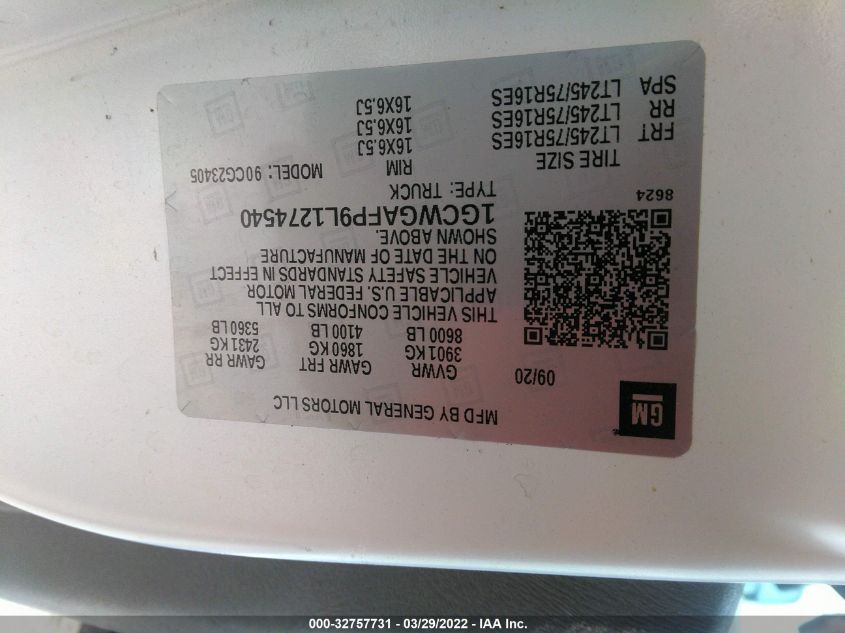 GM
MFD BY GENERAL MOTORS LLC
09/20
GVWR GAWR FRT GAWR RR
3901 KG 1860 KG 2431 KG
8600 LB 4100 LB 5360 LB
THIS VEHICLE CONFORMS TO ALL
APPLICABLE U.S. FEDERAL MOTOR
VEHICLE SAFETY STANDARDS IN EFFECT
ON THE DATE OF MANUFACTURE
SHOWN ABOVE.
1GCWGAFP9L1274540
TYPE: TRUCK
8624
MODEL: 90CG23405
TIRE SIZE RIM
FRT LT245/75R16ES 16X6.5J
RR LT245/75R16ES 16X6.5J
SPA LT245/75R16ES 16X6.5J
000-32757731 - 03/29/2022 - IAA Inc.